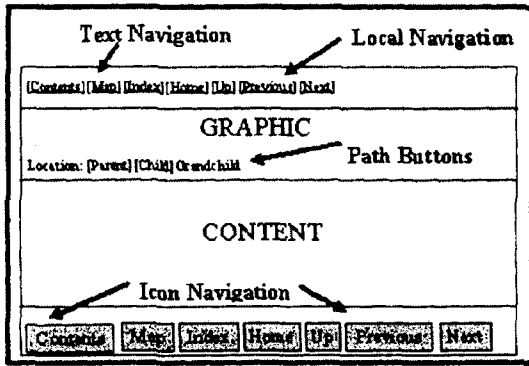 Text Navigation
Local Navigation
[Contents] [Map] [Index] [Home] [Up] [Previous] [Next]
GRAPHIC
Location: [Parent] [Child] Grandchild
Path Buttons
CONTENT
Icon Navigation
Contents Map Index Home Up Previous Next